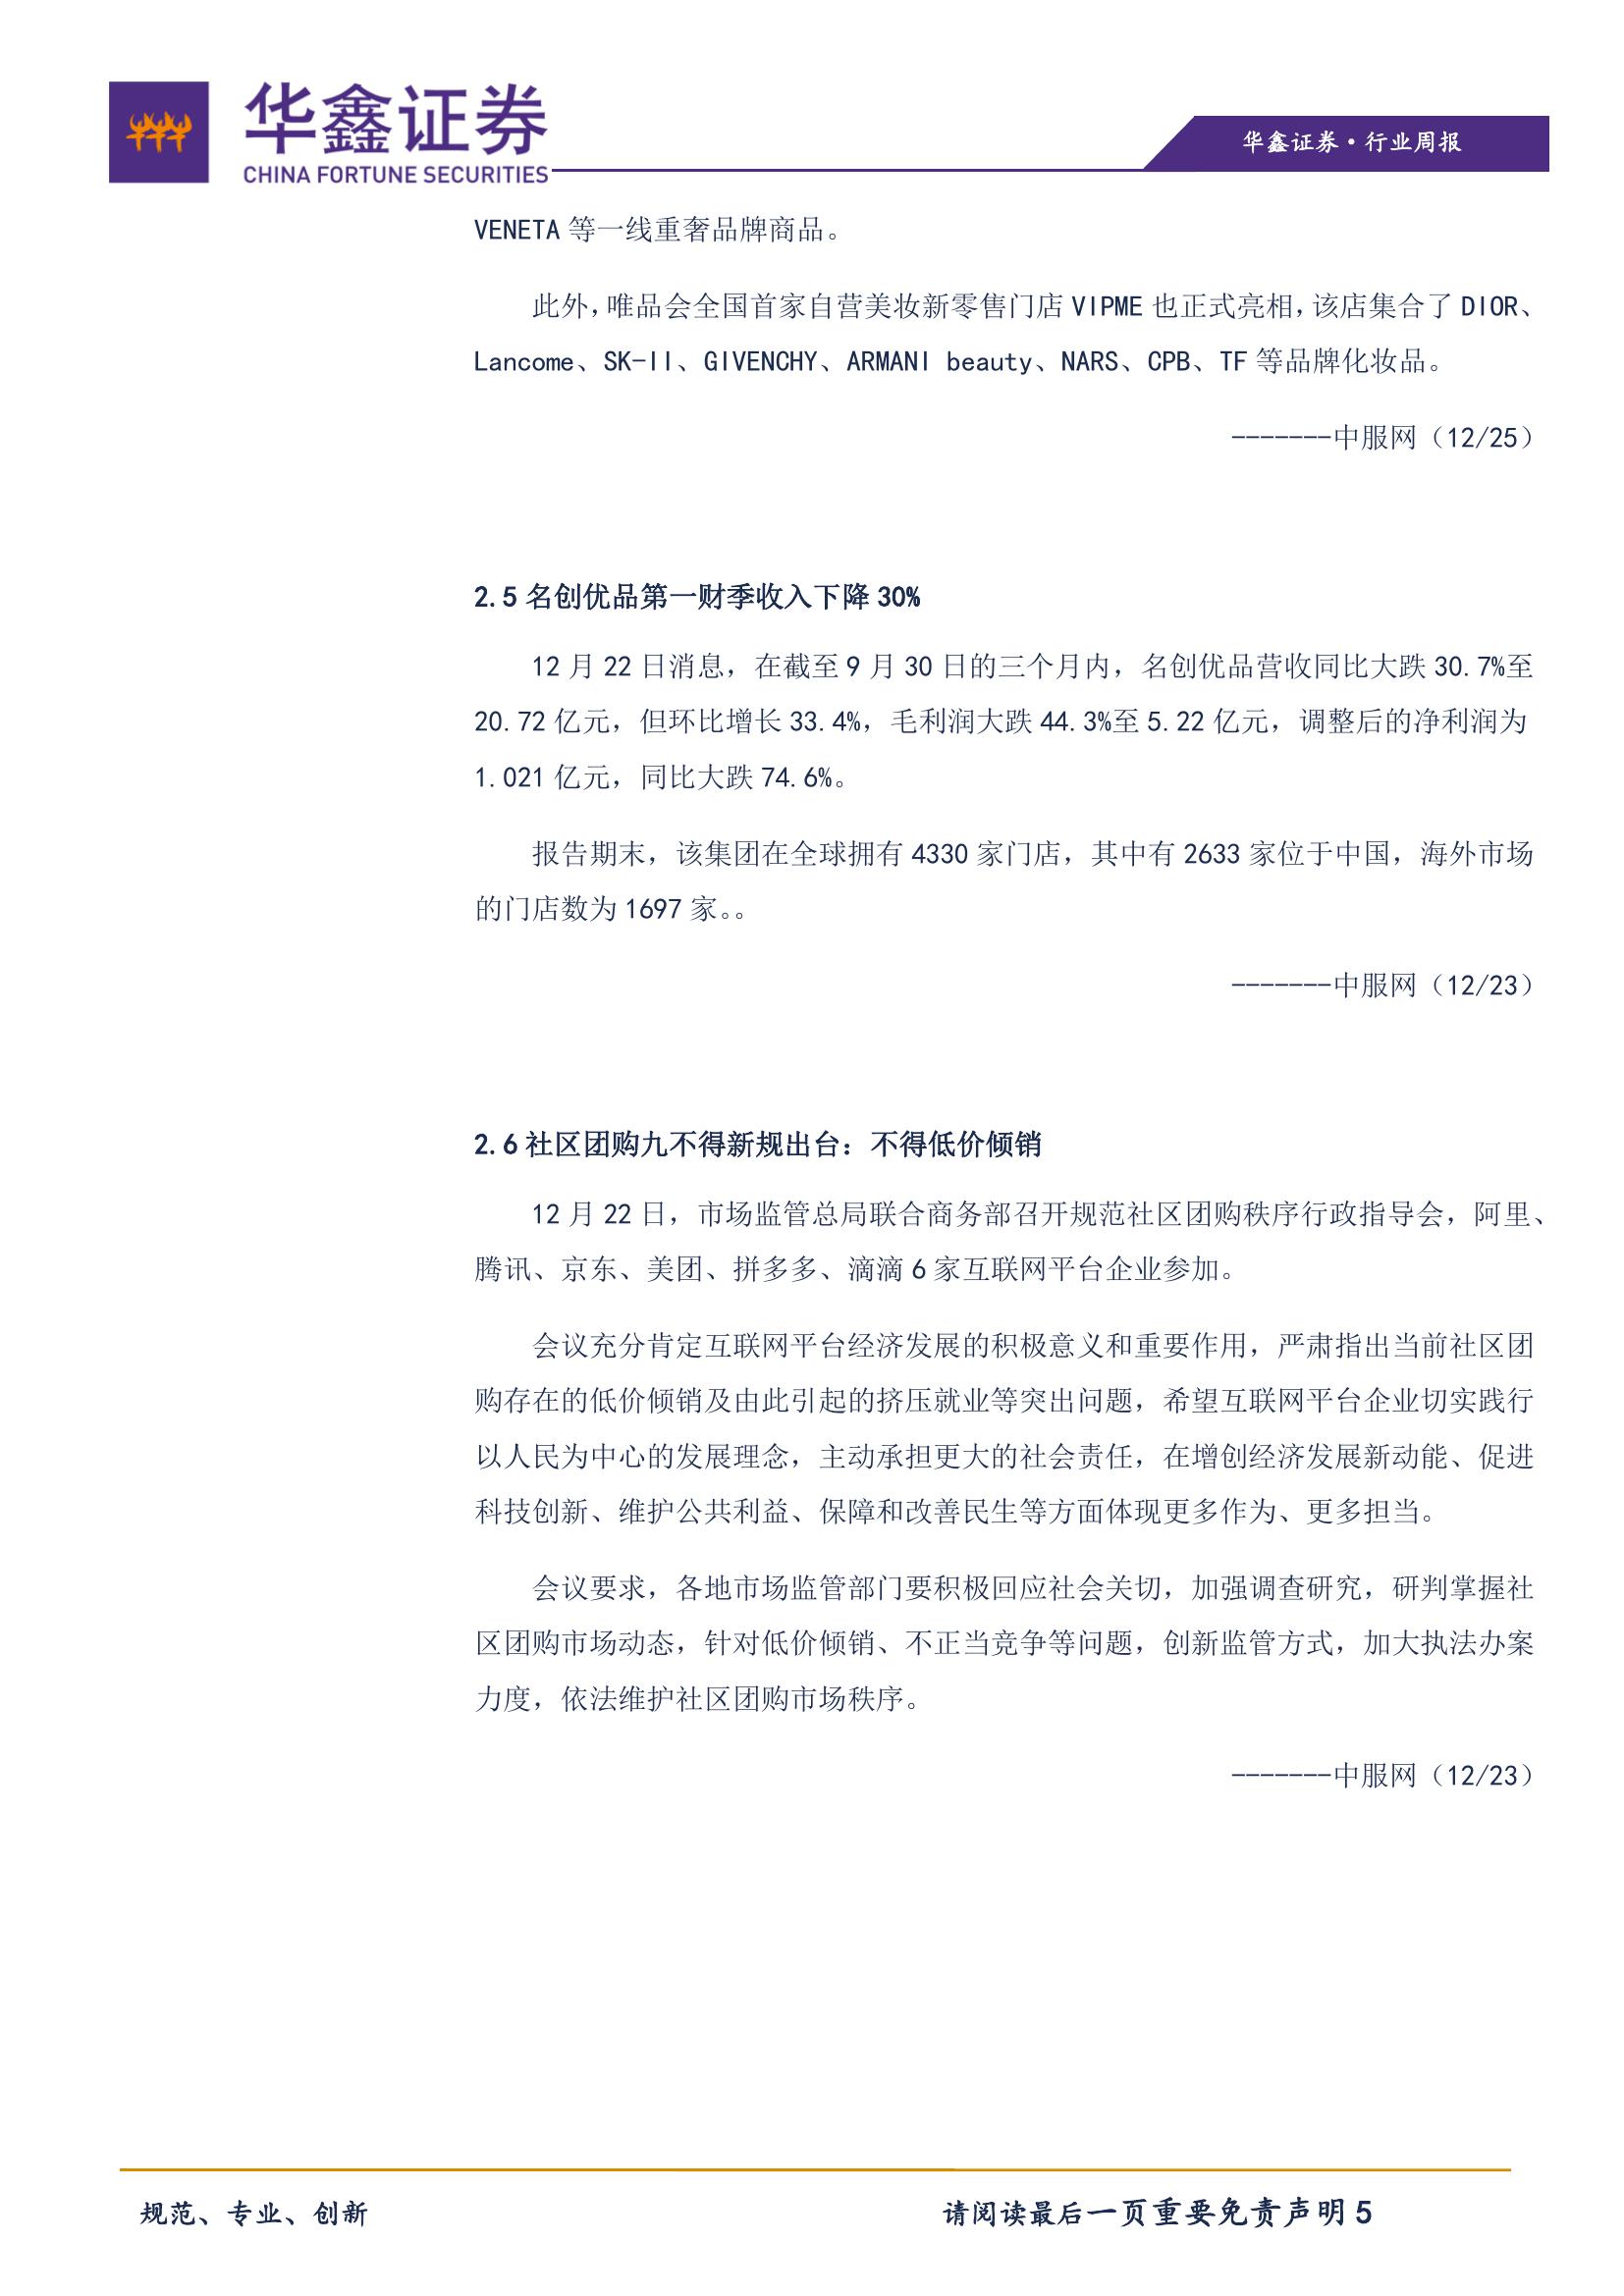 华鑫证券
CHINA FORTUNE SECURITIES
华鑫证券·行业周报
VENETA 等一线重奢品牌商品。
此外，唯品会全国首家自营美妆新零售门店 VIPME 也正式亮相，该店集合了 DIOR、
Lancome、SK-II、GIVENCHY、ARMANI beauty、NARS、CPB、TF 等品牌化妆品。
-------中服网（12/25）
2.5 名创优品第一财季收入下降 30%
12 月 22 日消息，在截至 9 月 30 日的三个月内，名创优品营收同比大跌 30.7%至
20.72 亿元，但环比增长 33.4%，毛利润大跌 44.3%至 5.22 亿元，调整后的净利润为
1.021 亿元，同比大跌 74.6%。
报告期末，该集团在全球拥有 4330 家门店，其中有 2633 家位于中国，海外市场
的门店数为 1697 家。。
-------中服网（12/23）
2.6 社区团购九不得新规出台：不得低价倾销
12 月 22 日，市场监管总局联合商务部召开规范社区团购秩序行政指导会，阿里、
腾讯、京东、美团、拼多多、滴滴 6 家互联网平台企业参加。
会议充分肯定互联网平台经济发展的积极意义和重要作用，严肃指出当前社区团
购存在的低价倾销及由此引起的挤压就业等突出问题，希望互联网平台企业切实践行
以人民为中心的发展理念，主动承担更大的社会责任，在增创经济发展新动能、促进
科技创新、维护公共利益、保障和改善民生等方面体现更多作为、更多担当。
会议要求，各地市场监管部门要积极回应社会关切，加强调查研究，研判掌握社
区团购市场动态，针对低价倾销、不正当竞争等问题，创新监管方式，加大执法办案
力度，依法维护社区团购市场秩序。
-------中服网（12/23）
规范、专业、创新
请阅读最后一页重要免责声明 5